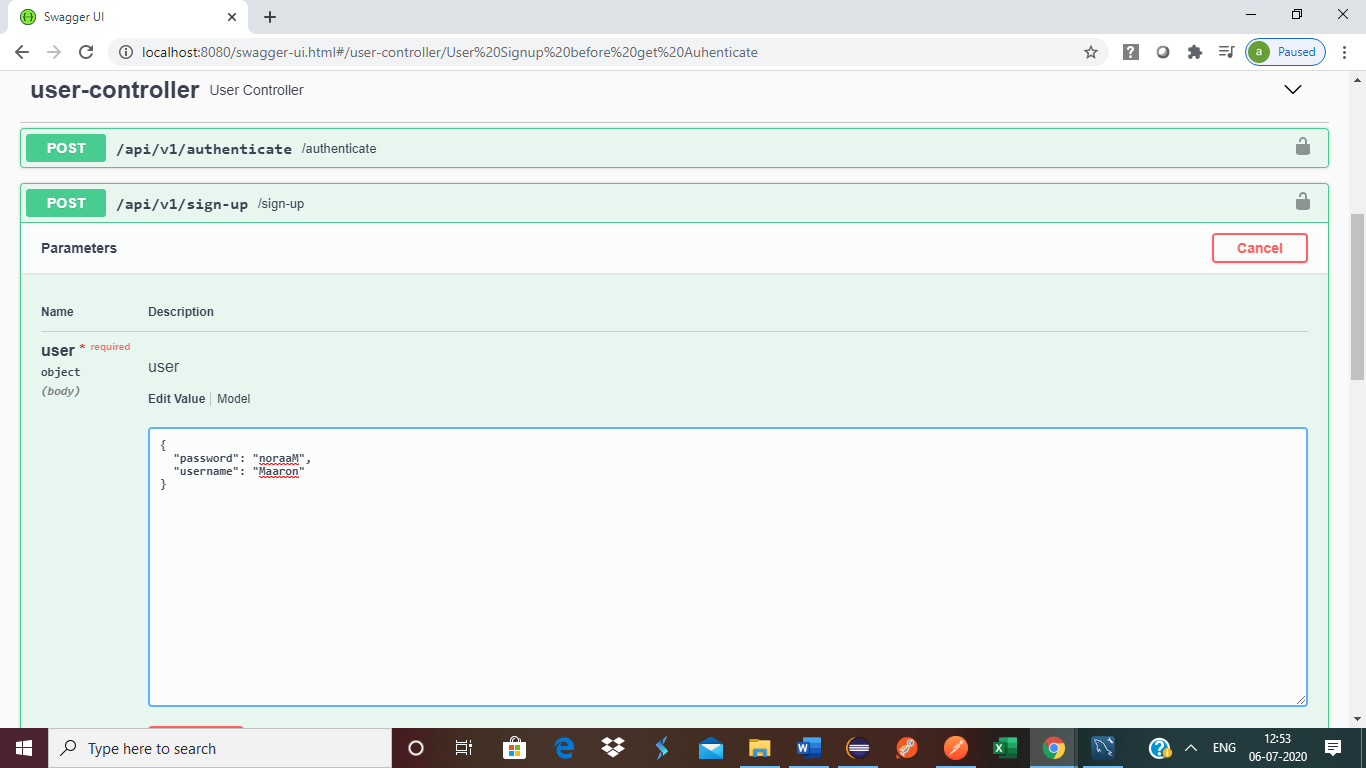 Swagger UI
localhost:8080/swagger-ui.html#/user-controller/User%20Signup%20before%20get%20Auhenticate
a Paused
user-controller User Controller
POST /api/v1/authenticate /authenticate
POST /api/v1/sign-up /sign-up
Parameters Cancel
Name Description
user * required
object
(body)
user
Edit Value Model
{
"password": "noraaM",
"username": "Maaron"
}
Type here to search
ENG
12:53
06-07-2020